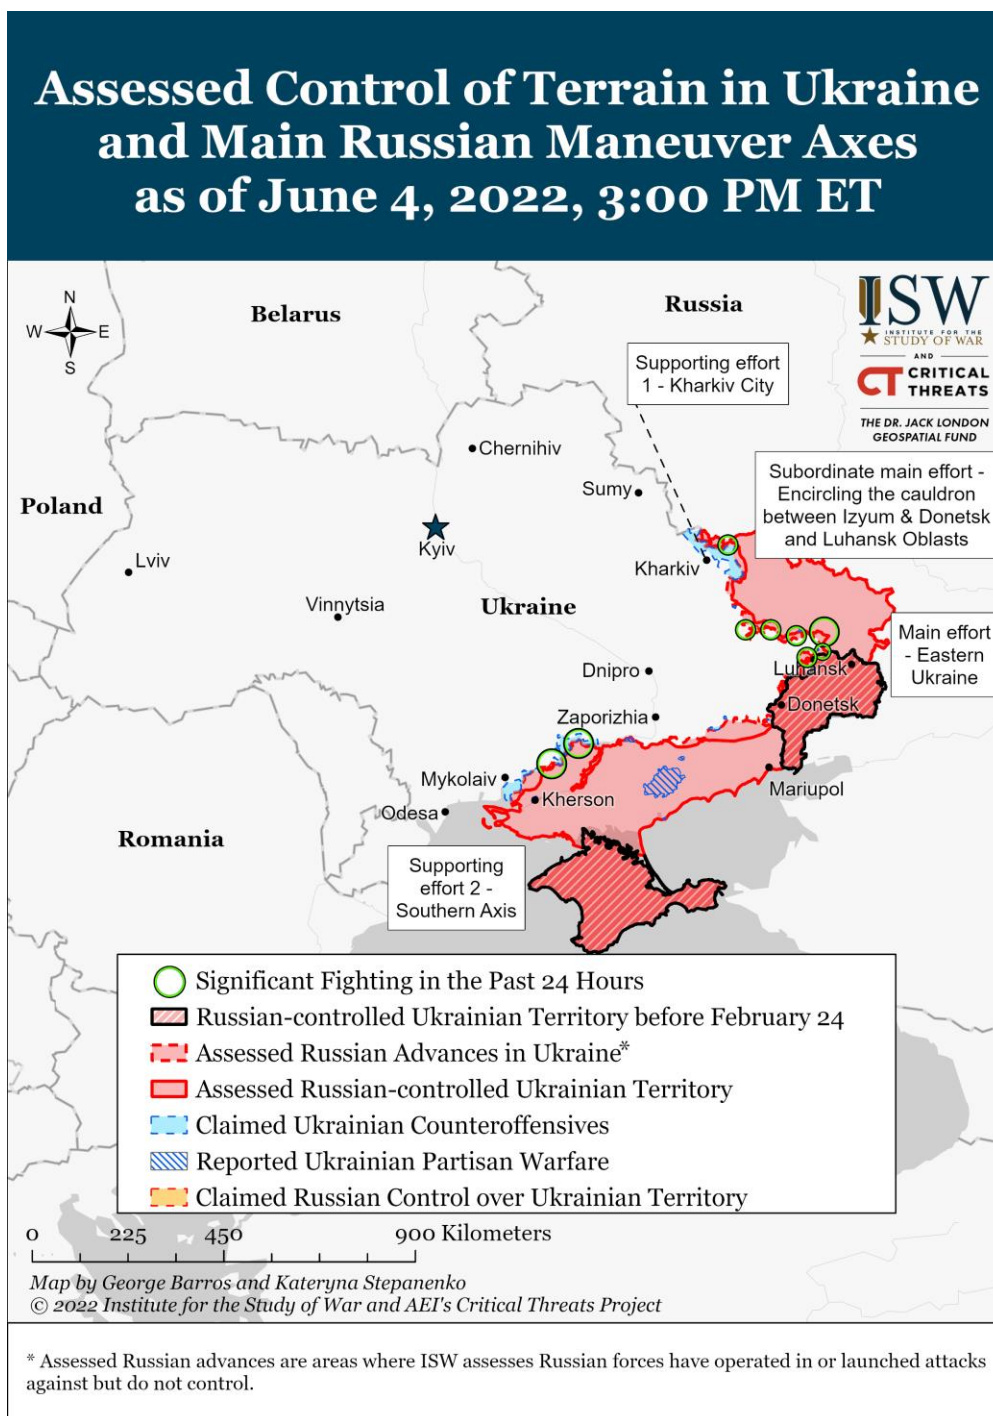 Assessed Control of Terrain in Ukraine
and Main Russian Maneuver Axes
as of June 4, 2022, 3:00 PM ET
N
W
E
S
Belarus
Russia
ISW
INSTITUTE FOR THE
STUDY OF WAR
AND
CT CRITICAL
THREATS
THE DR. JACK LONDON
GEOSPATIAL FUND
Supporting effort
1 - Kharkiv City
Chernihiv
Subordinate main effort -
Encircling the cauldron
between Izyum & Donetsk
and Luhansk Oblasts
Sumy
Poland
Kyiv
Lviv
Kharkiv
Vinnytsia
Ukraine
Main effort
- Eastern
Ukraine
Dnipro
Luhansk
Donetsk
Zaporizhia
Mykolaiv
Mariupol
Kherson
Odesa
Romania
Supporting
effort 2 -
Southern Axis
Significant Fighting in the Past 24 Hours
Russian-controlled Ukrainian Territory before February 24
Assessed Russian Advances in Ukraine*
Assessed Russian-controlled Ukrainian Territory
Claimed Ukrainian Counteroffensives
Reported Ukrainian Partisan Warfare
Claimed Russian Control over Ukrainian Territory
0 225 450 900 Kilometers
Map by George Barros and Kateryna Stepanenko
© 2022 Institute for the Study of War and AEI's Critical Threats Project
* Assessed Russian advances are areas where ISW assesses Russian forces have operated in or launched attacks
against but do not control.